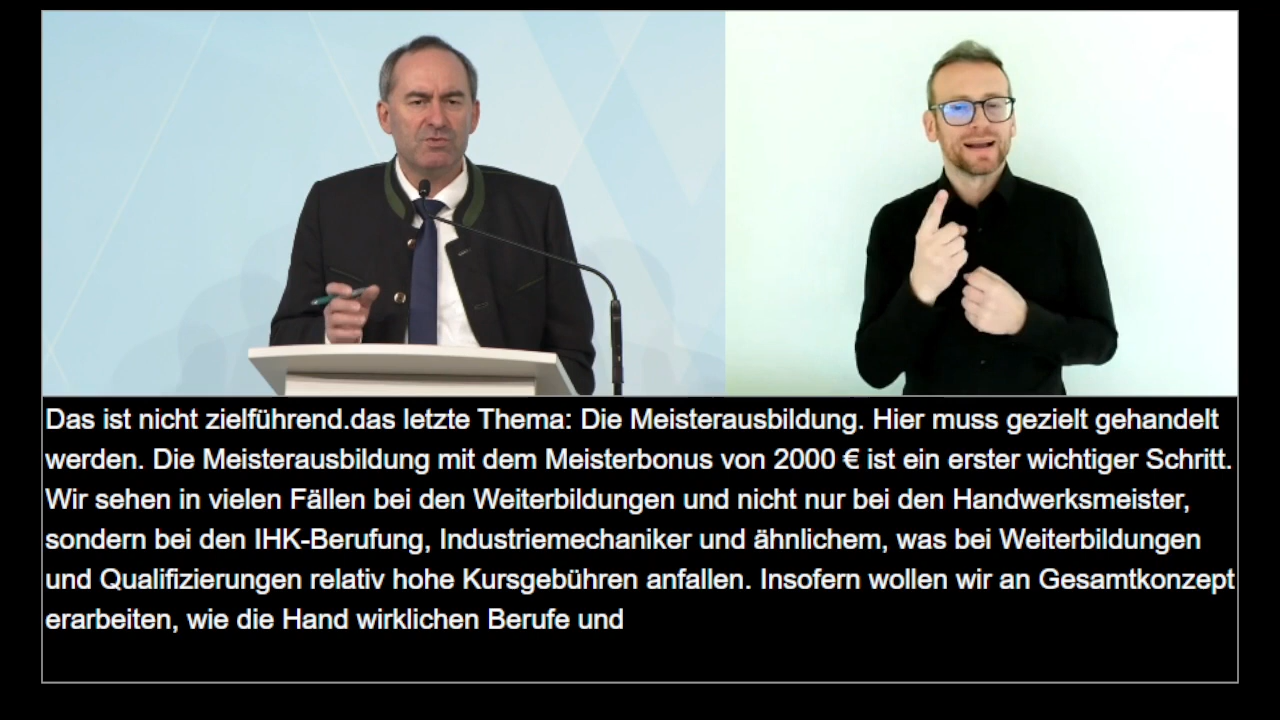 Das ist nicht zielführend.das letzte Thema: Die Meisterausbildung. Hier muss gezielt gehandelt
werden. Die Meisterausbildung mit dem Meisterbonus von 2000 € ist ein erster wichtiger Schritt.
Wir sehen in vielen Fällen bei den Weiterbildungen und nicht nur bei den Handwerksmeister,
sondern bei den IHK-Berufung, Industriemechaniker und ähnlichem, was bei Weiterbildungen
und Qualifizierungen relativ hohe Kursgebühren anfallen. Insofern wollen wir an Gesamtkonzept
erarbeiten, wie die Hand wirklichen Berufe und